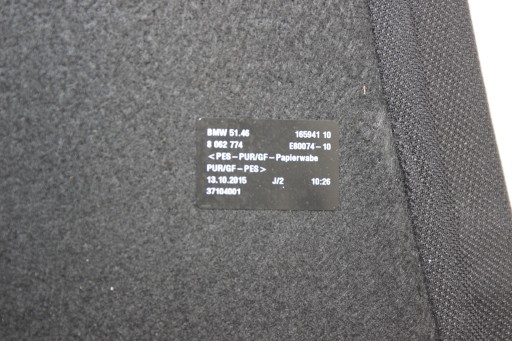 BMW 51.46 165941 10
8 062 774 E80074-10
<PES-PUR/GF-Papierwabe
PUR/GF-PES>
13.10.2015 J/2 10:26
37104001